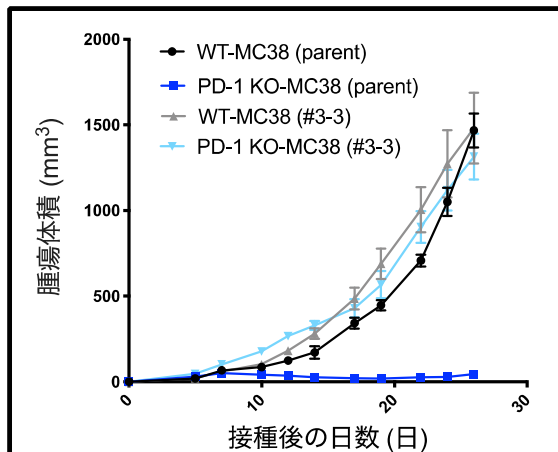 2000
1500
1000
500
0
腫瘍体積 (mm³)
WT-MC38 (parent)
PD-1 KO-MC38 (parent)
WT-MC38 (#3-3)
PD-1 KO-MC38 (#3-3)
0 10 20 30
接種後の日数 (日)